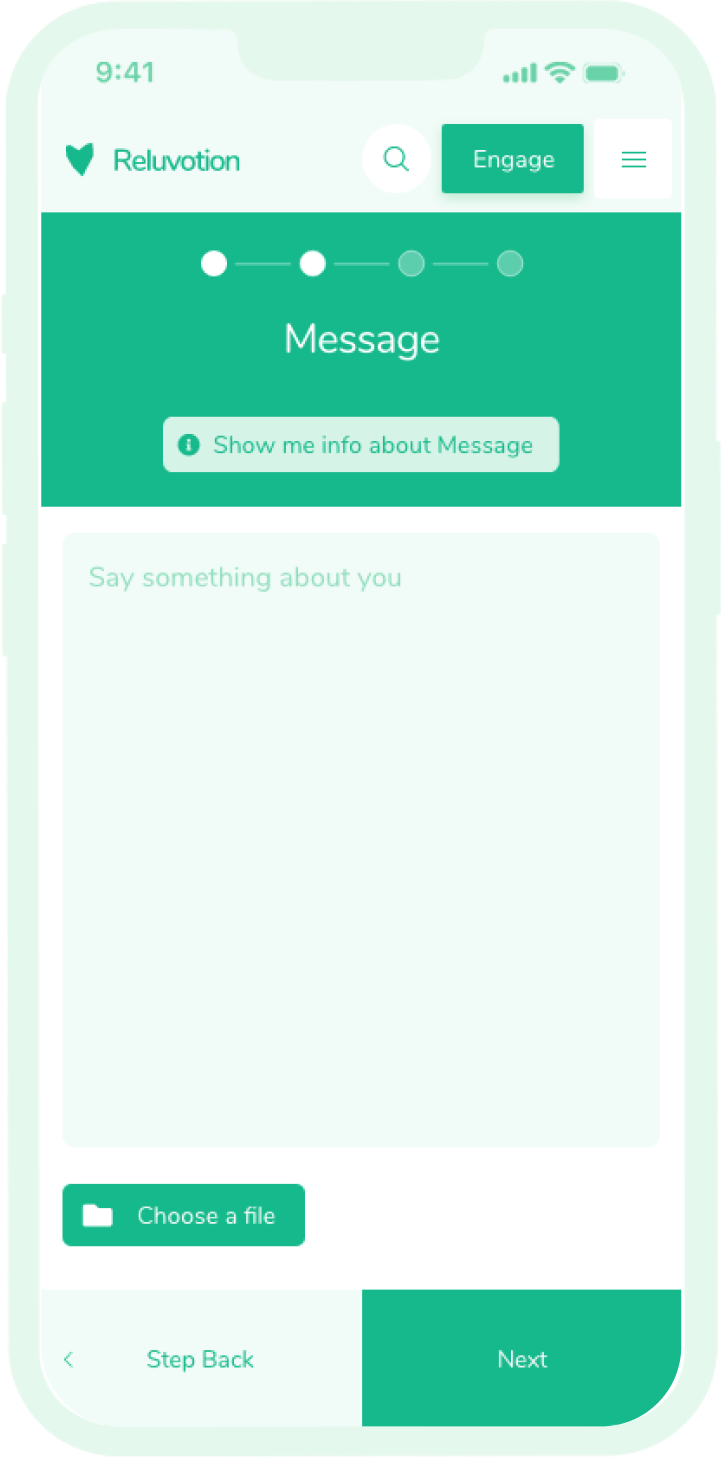 9:41
Reluvotion
Engage
Message
Show me info about Message
Say something about you
Choose a file
Step Back
Next